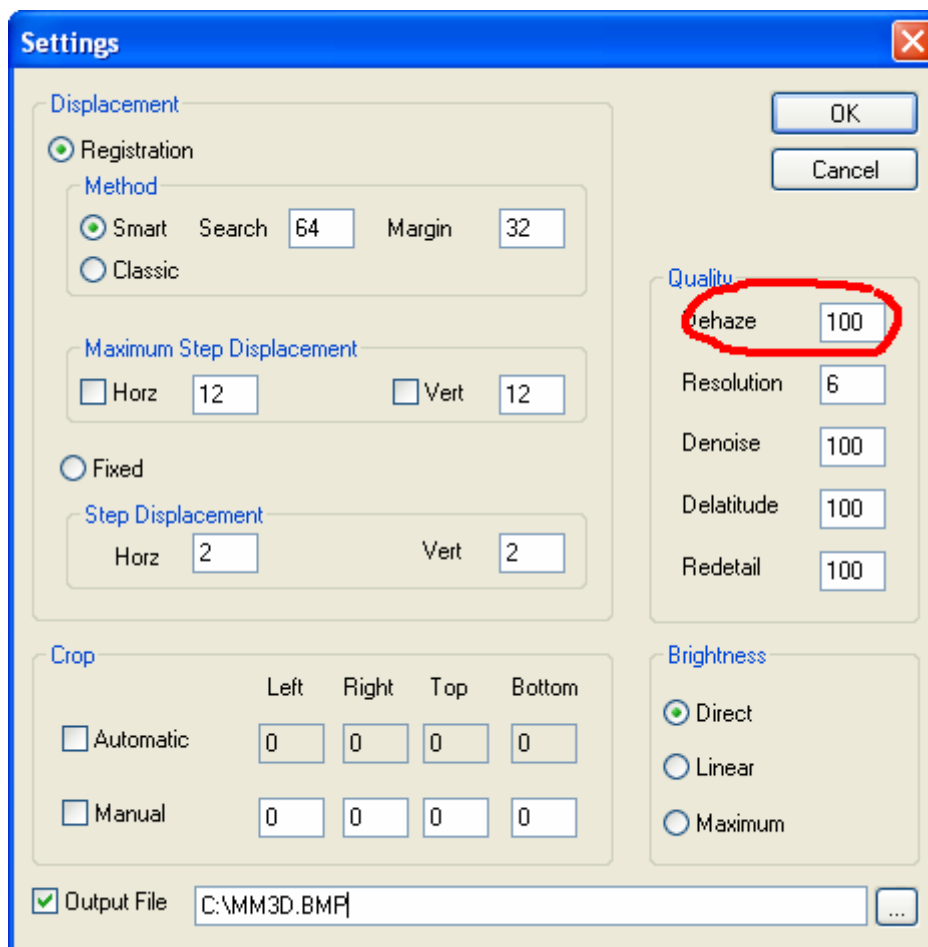 Settings
Displacement
OK
Registration
Cancel
Method
Smart Search 64 Margin 32
Classic
Quality
Dehaze 100
Maximum Step Displacement
Horz 12 Vert 12
Resolution 6
Denoise 100
Fixed
Delatitude 100
Step Displacement
Horz 2 Vert 2
Redetail 100
Crop
Left Right Top Bottom
Automatic 0 0 0 0
Manual 0 0 0 0
Brightness
Direct
Linear
Maximum
Output File C:\MM3D.BMP ...